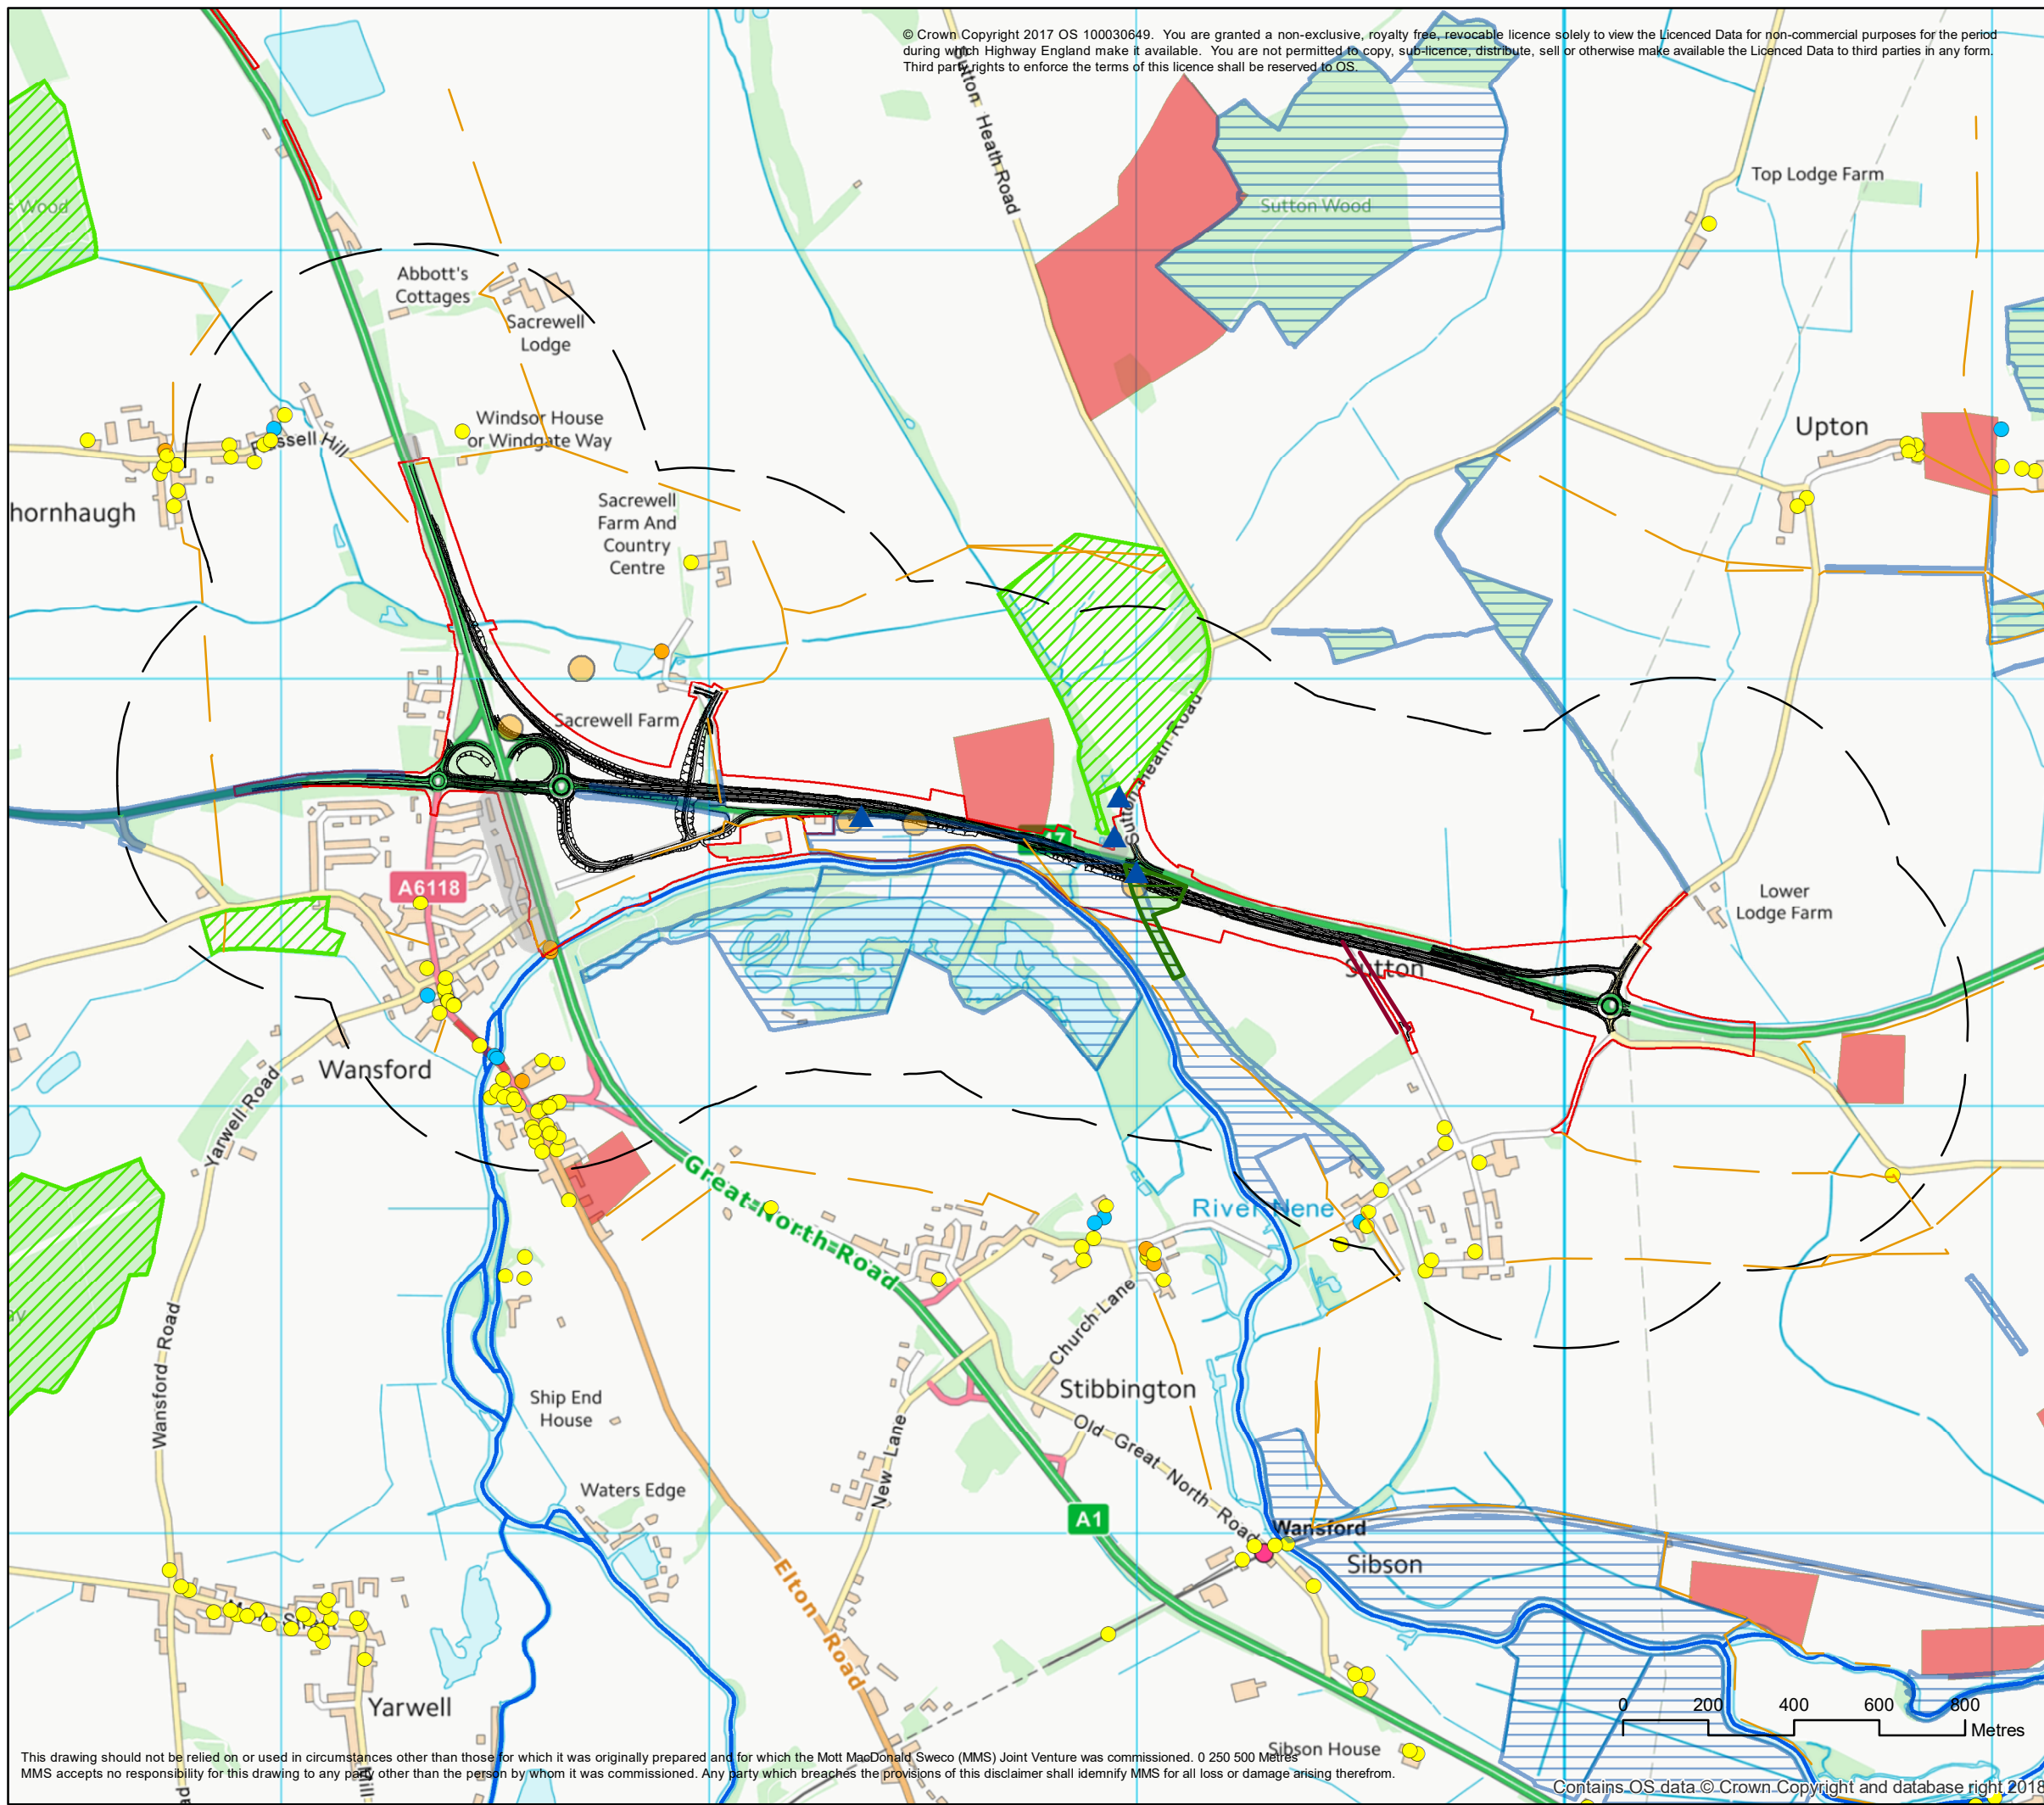 © Crown Copyright 2017 OS 100030649. You are granted a non-exclusive, royalty free, revocable licence solely to view the Licenced Data for non-commercial purposes for the period
during which Highway England make it available. You are not permitted to copy, sub-licence, distribute, sell or otherwise make available the Licenced Data to third parties in any form.
Third party rights to enforce the terms of this licence shall be reserved to OS.
Sutton Heath Road
Top Lodge Farm
s Wood
Sutton Wood
Abbott's
Cottages
Sacrewell
Lodge
Windsor House
or Windgate Way
Upton
Russell Hill
hornhaugh
Sacrewell
Farm And
Country
Centre
Sacrewell Farm
Sutton Heath Road
A6118
Lower
Lodge Farm
Sutton
Wansford
Yarwell Road
Great North Road
River Nene
Wansford Road
Church Lane
Ship End
House
Stibbington
Old Great North Road
New Lane
Waters Edge
A1
Wansford
Sibson
Elton Road
Yarwell
0 200 400 600 800
Metres
Sibson House
This drawing should not be relied on or used in circumstances other than those for which it was originally prepared and for which the Mott MacDonald Sweco (MMS) Joint Venture was commissioned. 0 250 500 Metres
MMS accepts no responsibility for this drawing to any party other than the person by whom it was commissioned. Any party which breaches the provisions of this disclaimer shall idemnify MMS for all loss or damage arising therefrom.
Contains OS data © Crown Copyright and database right 2018
Mill